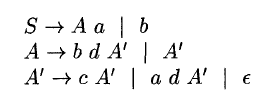 S → A a | b
A → b d A' | A'
A' → c A' | a d A' | ϵ